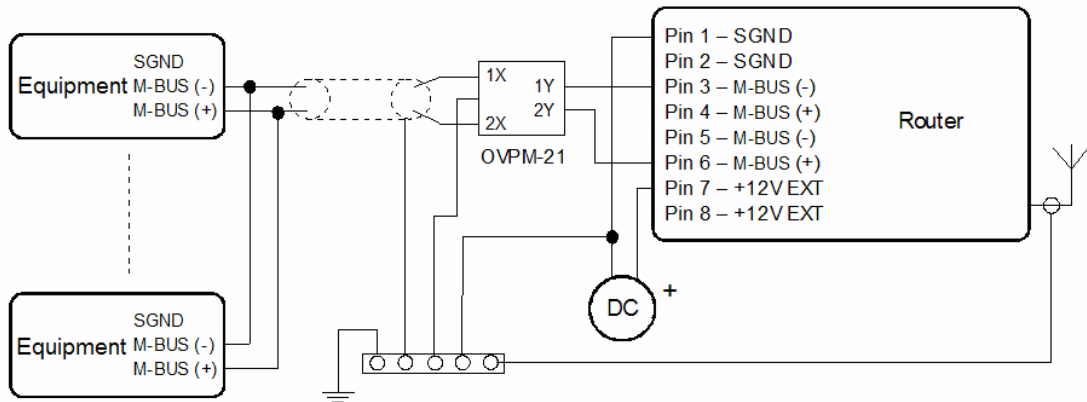 SGND
Equipment M-BUS (-)
M-BUS (+)
1X
1Y
2Y
2X
OVPM-21
Pin 1 – SGND
Pin 2 – SGND
Pin 3 – M-BUS (-)
Pin 4 – M-BUS (+)
Pin 5 – M-BUS (-)
Pin 6 – M-BUS (+)
Pin 7 – +12V EXT
Pin 8 – +12V EXT
Router
DC
+
SGND
Equipment M-BUS (-)
M-BUS (+)